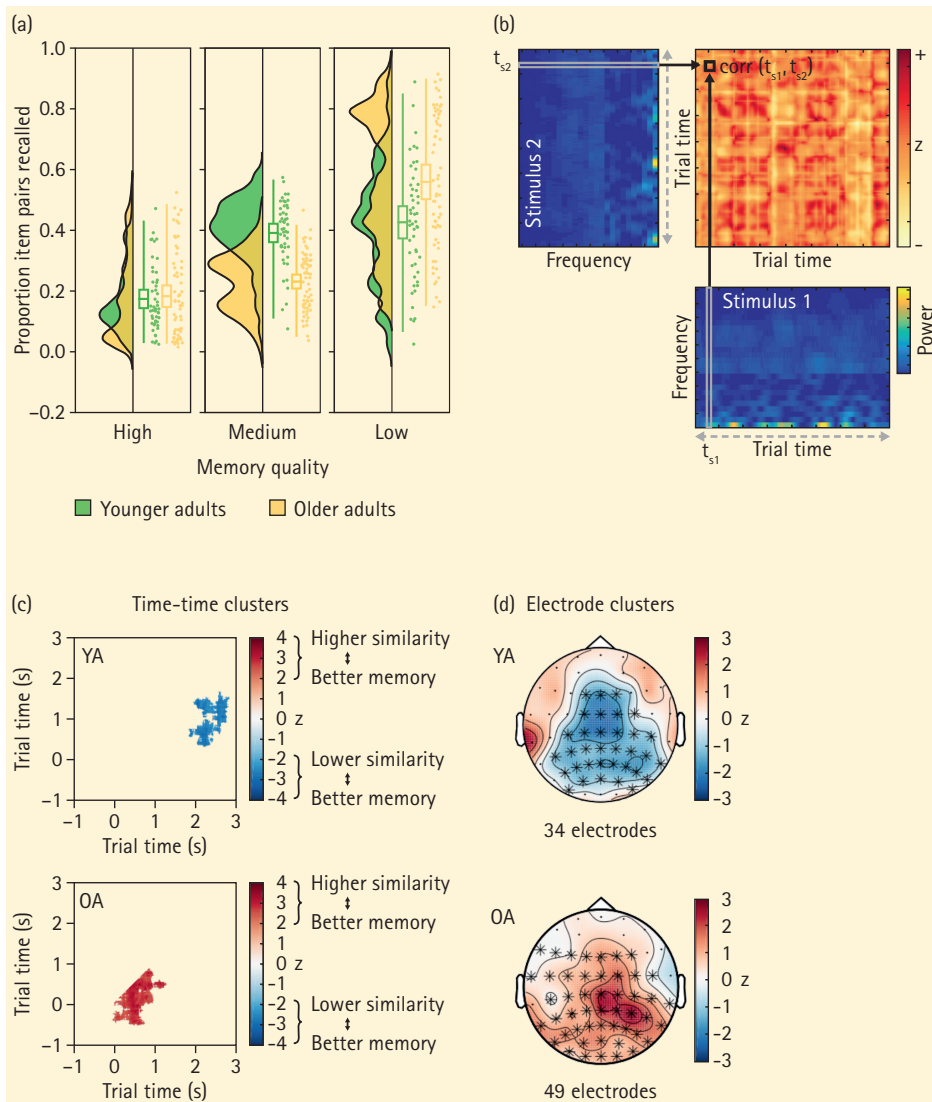 (a)
Proportion item pairs recalled
1.0
0.8
0.6
0.4
0.2
0.0
−0.2
High
Medium
Low
Memory quality
Younger adults
Older adults
(b)
t_s2
Stimulus 2
Frequency
Trial time
corr (t_s1, t_s2)
+
z
−
Trial time
Stimulus 1
Frequency
Power
t_s1
Trial time
(c) Time-time clusters
Trial time (s)
3
2
1
0
−1
YA
−1 0 1 2 3
Trial time (s)
4
3
2
1
0 z
-1
-2
-3
-4
Higher similarity
Better memory
Lower similarity
Better memory
Trial time (s)
3
2
1
0
−1
OA
−1 0 1 2 3
Trial time (s)
4
3
2
1
0 z
-1
-2
-3
-4
Higher similarity
Better memory
Lower similarity
Better memory
(d) Electrode clusters
YA
3
2
1
0 z
-1
-2
-3
34 electrodes
OA
3
2
1
0 z
-1
-2
-3
49 electrodes